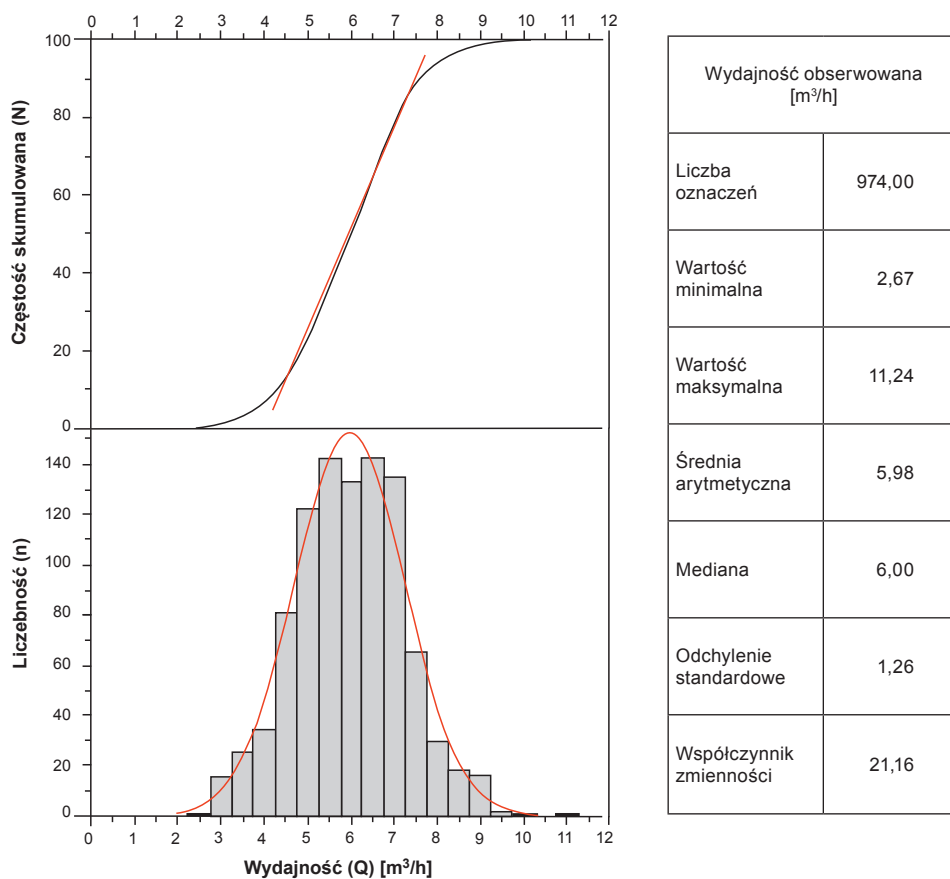 0 1 2 3 4 5 6 7 8 9 10 11 12
100
80
60
40
20
0
Częstość skumulowana (N)
140
120
100
80
60
40
20
0
Liczebność (n)
0 1 2 3 4 5 6 7 8 9 10 11 12
Wydajność (Q) [m³/h]
Wydajność obserwowana
[m³/h]
Liczba
oznaczeń 974,00
Wartość
minimalna 2,67
Wartość
maksymalna 11,24
Średnia
arytmetyczna 5,98
Mediana 6,00
Odchylenie
standardowe 1,26
Współczynnik
zmienności 21,16